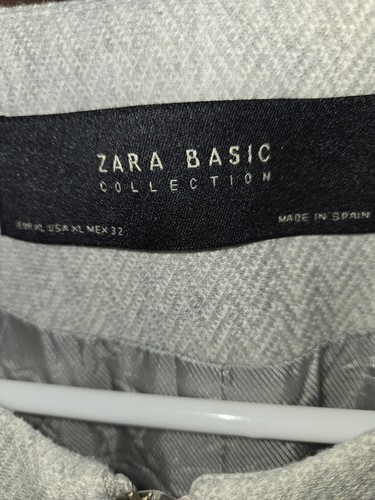 ZARA BASIC
COLLECTION
EUR XL USA XL MEX 32
MADE IN SPAIN